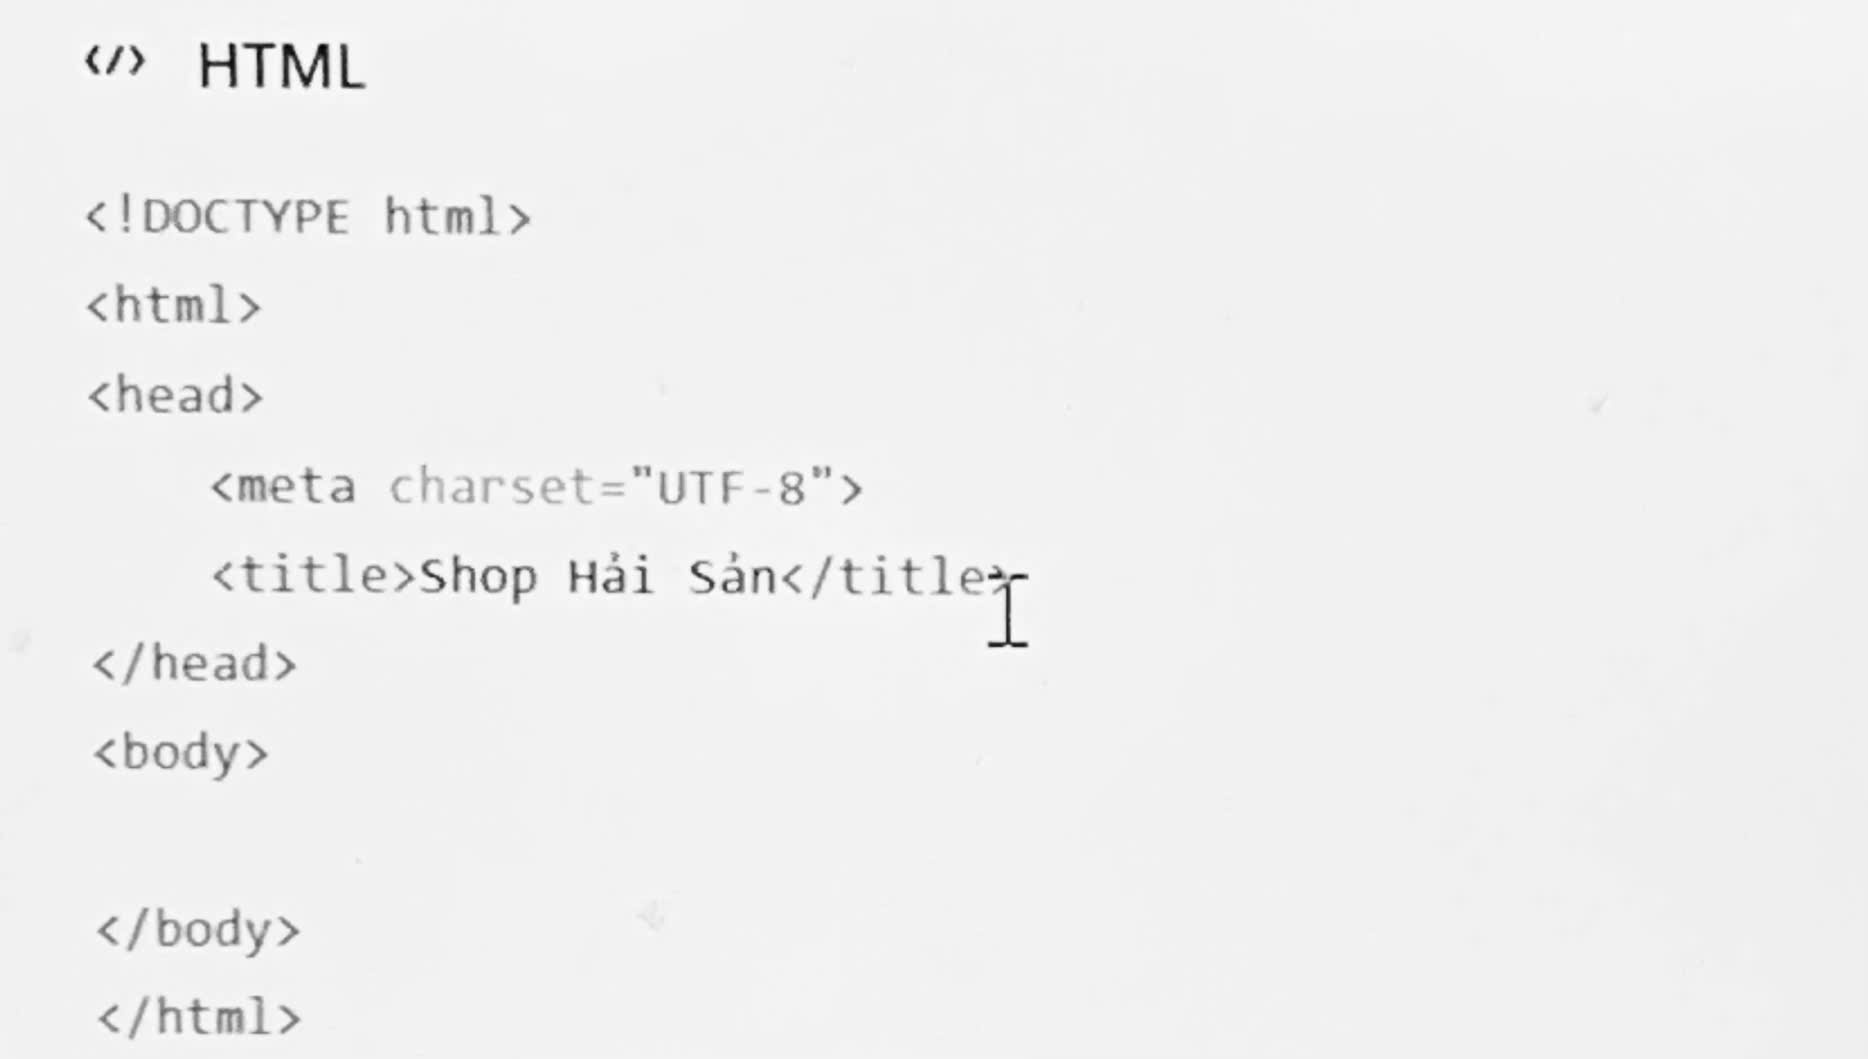 </> HTML
<!DOCTYPE html>
<html>
<head>
<meta charset="UTF-8">
<title>Shop Hải Sản</title>
</head>
<body>
</body>
</html>